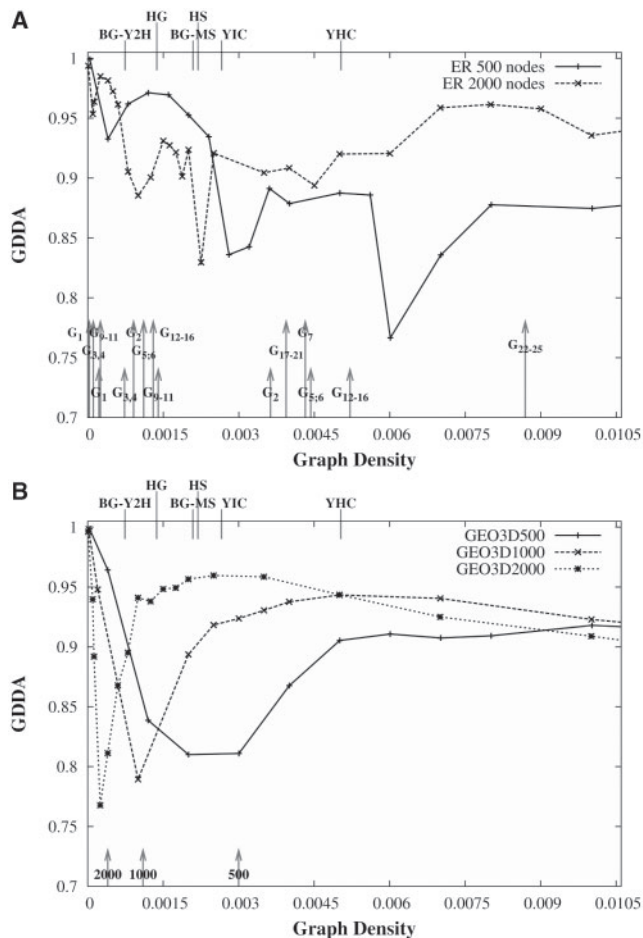 A
HG HS
BG-Y2H BG-MS YIC YHC
1
0.95
0.9
0.85
0.8
0.75
0.7
GDDA
ER 500 nodes
ER 2000 nodes
G1 G9-11 G2 G12-16 G7
G3,4 G5;6 G17-21 G22-25
G1 G3,4 G9-11 G2 G5;6 G12-16
0 0.0015 0.003 0.0045 0.006 0.0075 0.009 0.0105
Graph Density
B
HG HS
BG-Y2H BG-MS YIC YHC
1
0.95
0.9
0.85
0.8
0.75
0.7
GDDA
GEO3D500
GEO3D1000
GEO3D2000
2000 1000 500
0 0.0015 0.003 0.0045 0.006 0.0075 0.009 0.0105
Graph Density